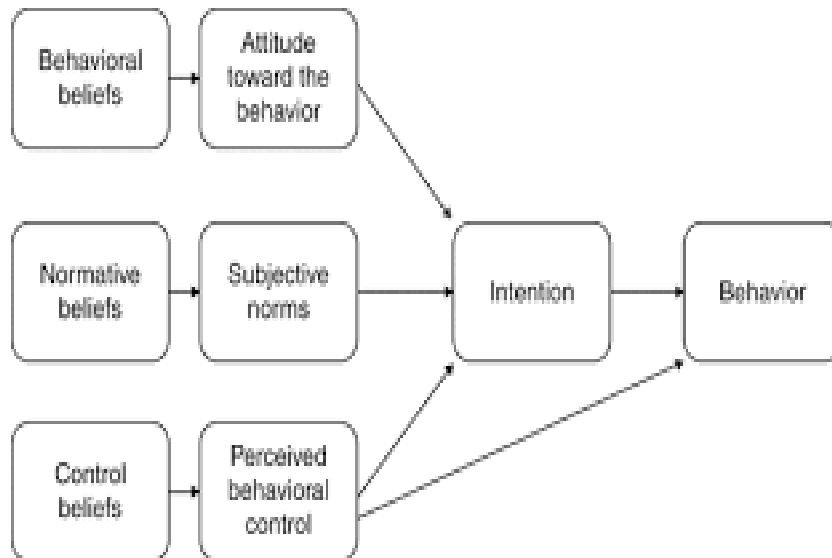 Behavioral
beliefs
Attitude
toward the
behavior
Normative
beliefs
Subjective
norms
Intention
Behavior
Control
beliefs
Perceived
behavioral
control